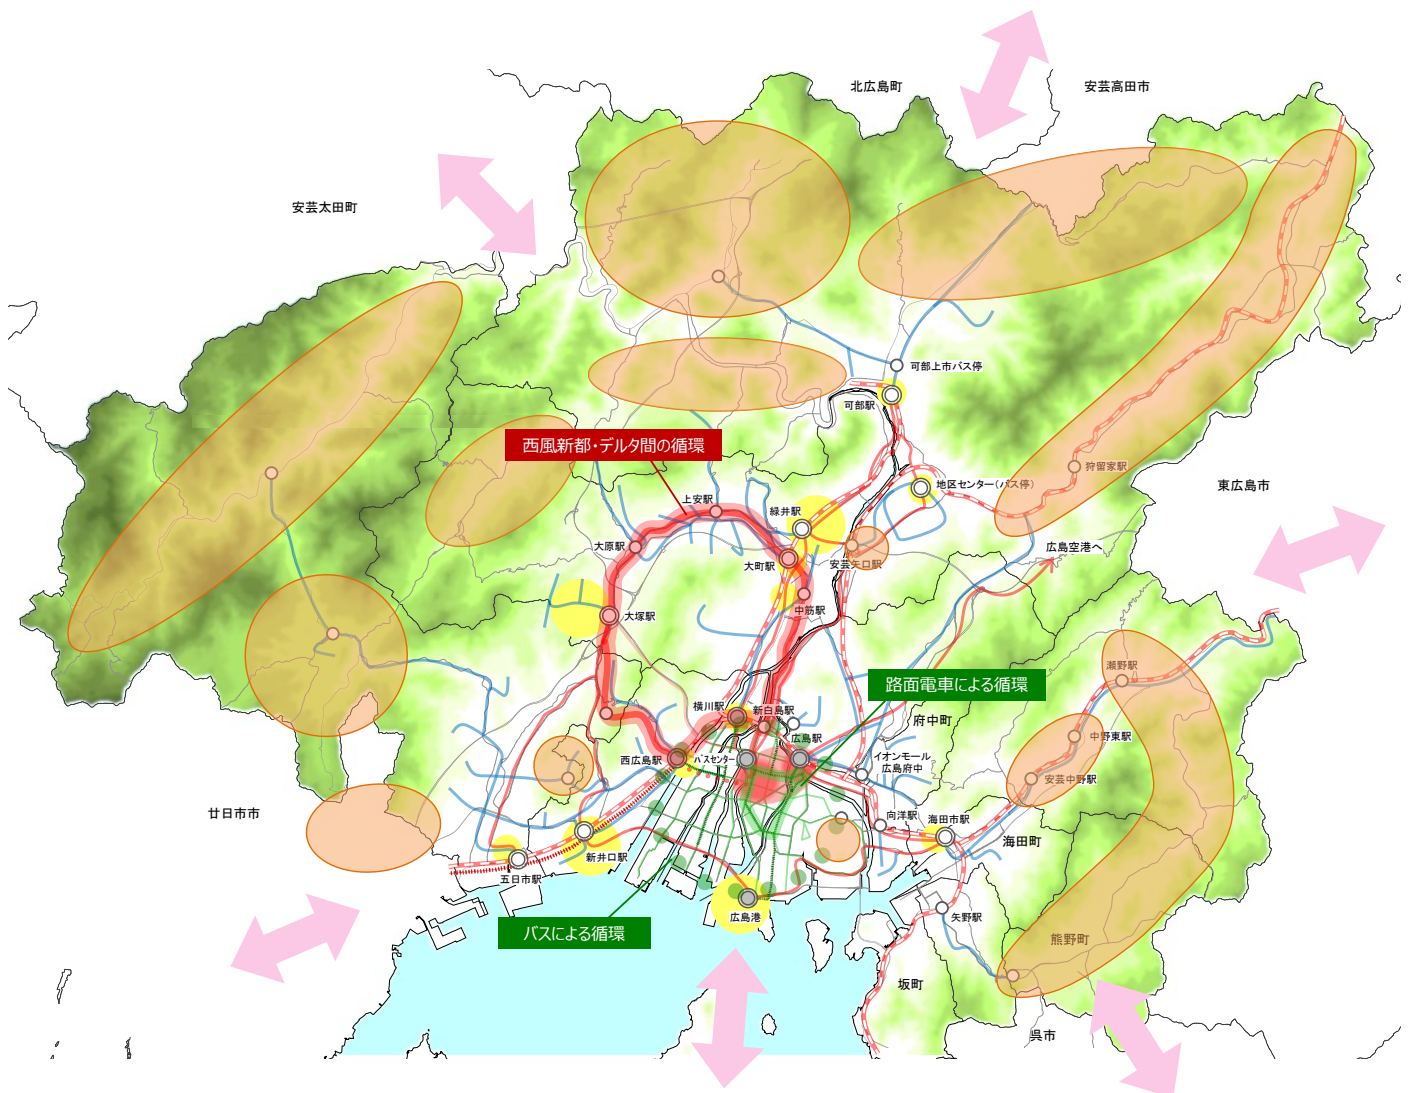 北広島町
安芸高田市
安芸太田町
可部上市バス停
可部駅
西風新都・デルタ間の循環
狩留家駅
地区センター(バス停)
東広島市
上安駅
緑井駅
大原駅
大町駅
安芸矢口駅
広島空港へ
中筋駅
大塚駅
瀬野駅
路面電車による循環
横川駅
新白島駅
府中町
広島駅
中野東駅
西広島駅
バスセンター
イオンモール
広島府中
安芸中野駅
廿日市市
向洋駅
海田市駅
海田町
新井口駅
五日市駅
広島港
矢野駅
バスによる循環
熊野町
坂町
呉市